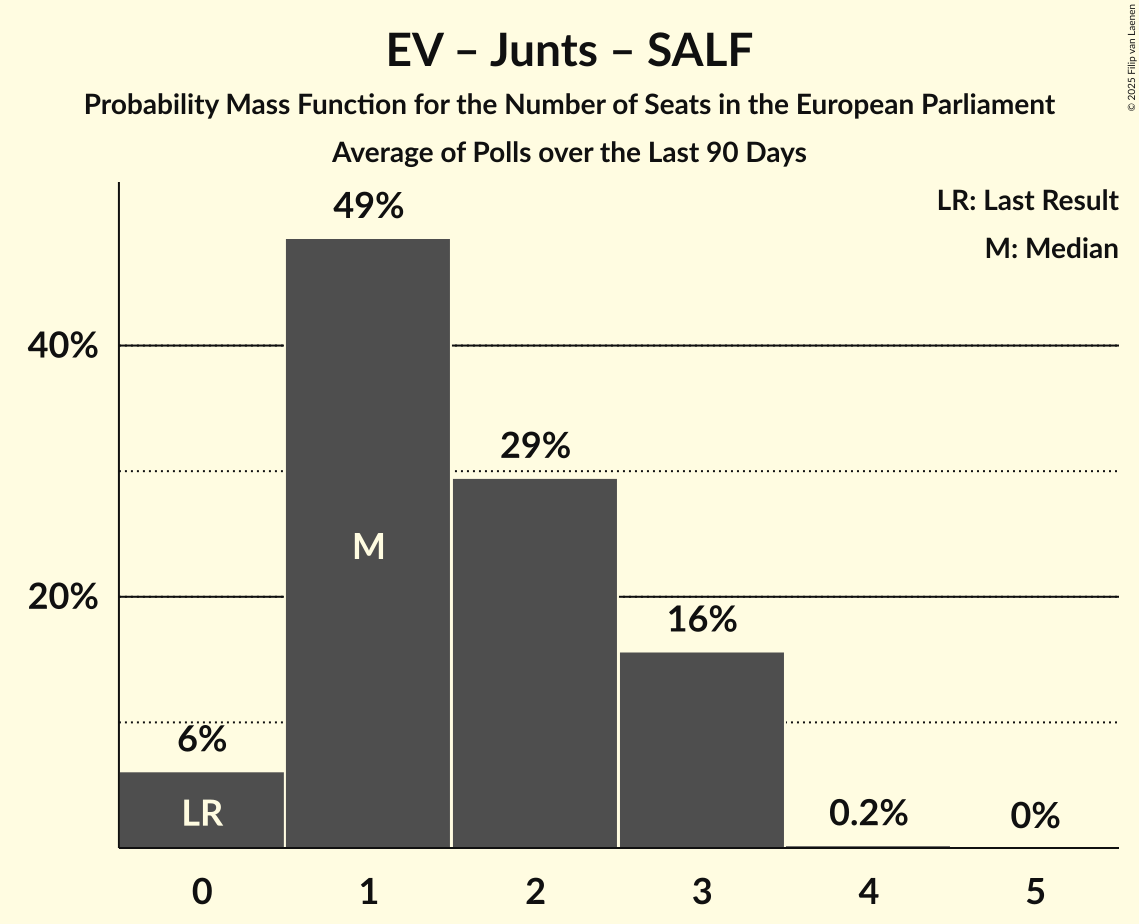 EV – Junts – SALF
Probability Mass Function for the Number of Seats in the European Parliament
Average of Polls over the Last 90 Days
© 2025 Filip van Laenen
LR: Last Result
M: Median
49%
40%
29%
M
20%
16%
6%
LR
0.2%
0%
0 1 2 3 4 5